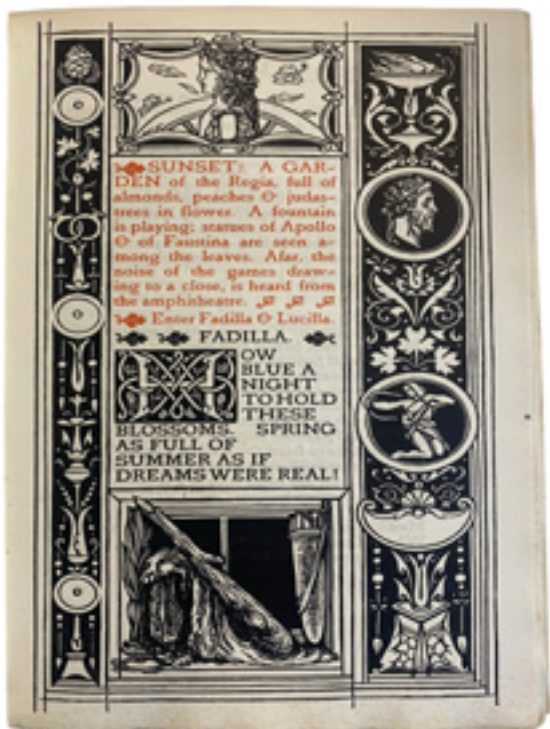 SUNSET: A GAR-
DEN of the Regia, full of
almonds, peaches & judas-
trees in flower. A fountain
is playing; statues of Apollo
& of Faustina are seen a-
mong the leaves. Afar, the
noise of the games draw-
ing to a close, is heard from
the amphitheatre.
Enter Fadilla & Lucilla.
FADILLA.
HOW
BLUE A
NIGHT
TO HOLD
THESE
BLOSSOMS. SPRING
AS FULL OF
SUMMER AS IF
DREAMS WERE REAL!